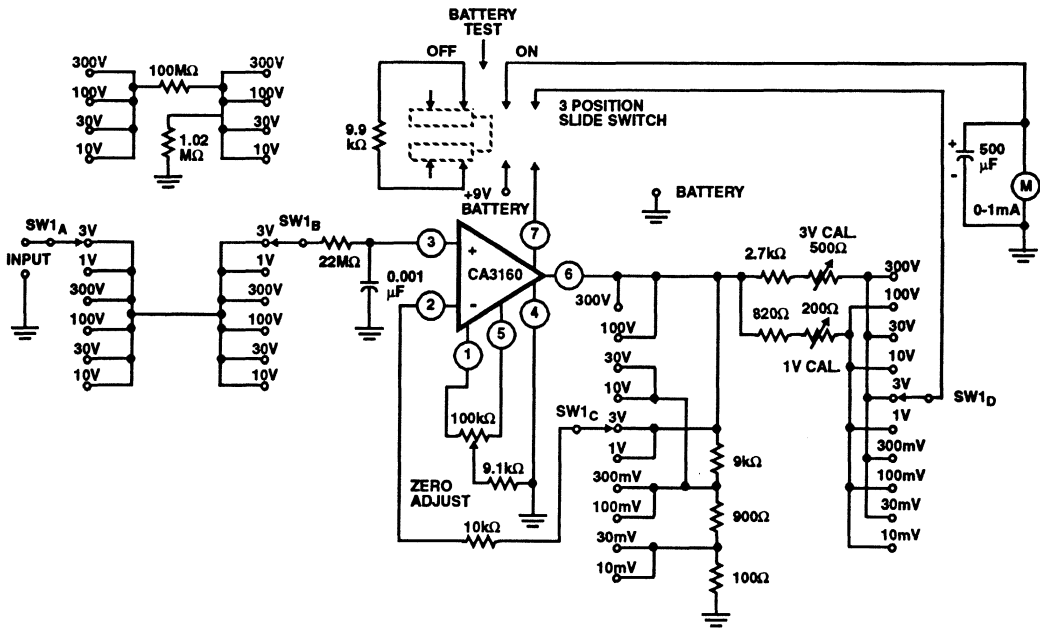 BATTERY
TEST
OFF
ON
300V
100V
30V
10V
100MΩ
1.02
MΩ
300V
100V
30V
10V
9.9
kΩ
3 POSITION
SLIDE SWITCH
+9V
BATTERY
BATTERY
+
-
500
µF
M
0-1mA
SW1A
INPUT
3V
1V
300V
100V
30V
10V
3V
1V
300V
100V
30V
10V
SW1B
22MΩ
0.001
µF
3
2
+
-
CA3160
7
6
4
5
1
100kΩ
9.1kΩ
ZERO
ADJUST
10kΩ
SW1C
300V
100V
30V
10V
3V
1V
300mV
100mV
30mV
10mV
9kΩ
900Ω
100Ω
2.7kΩ
3V CAL.
500Ω
820Ω
200Ω
1V CAL.
300V
100V
30V
10V
3V
1V
300mV
100mV
30mV
10mV
SW1D